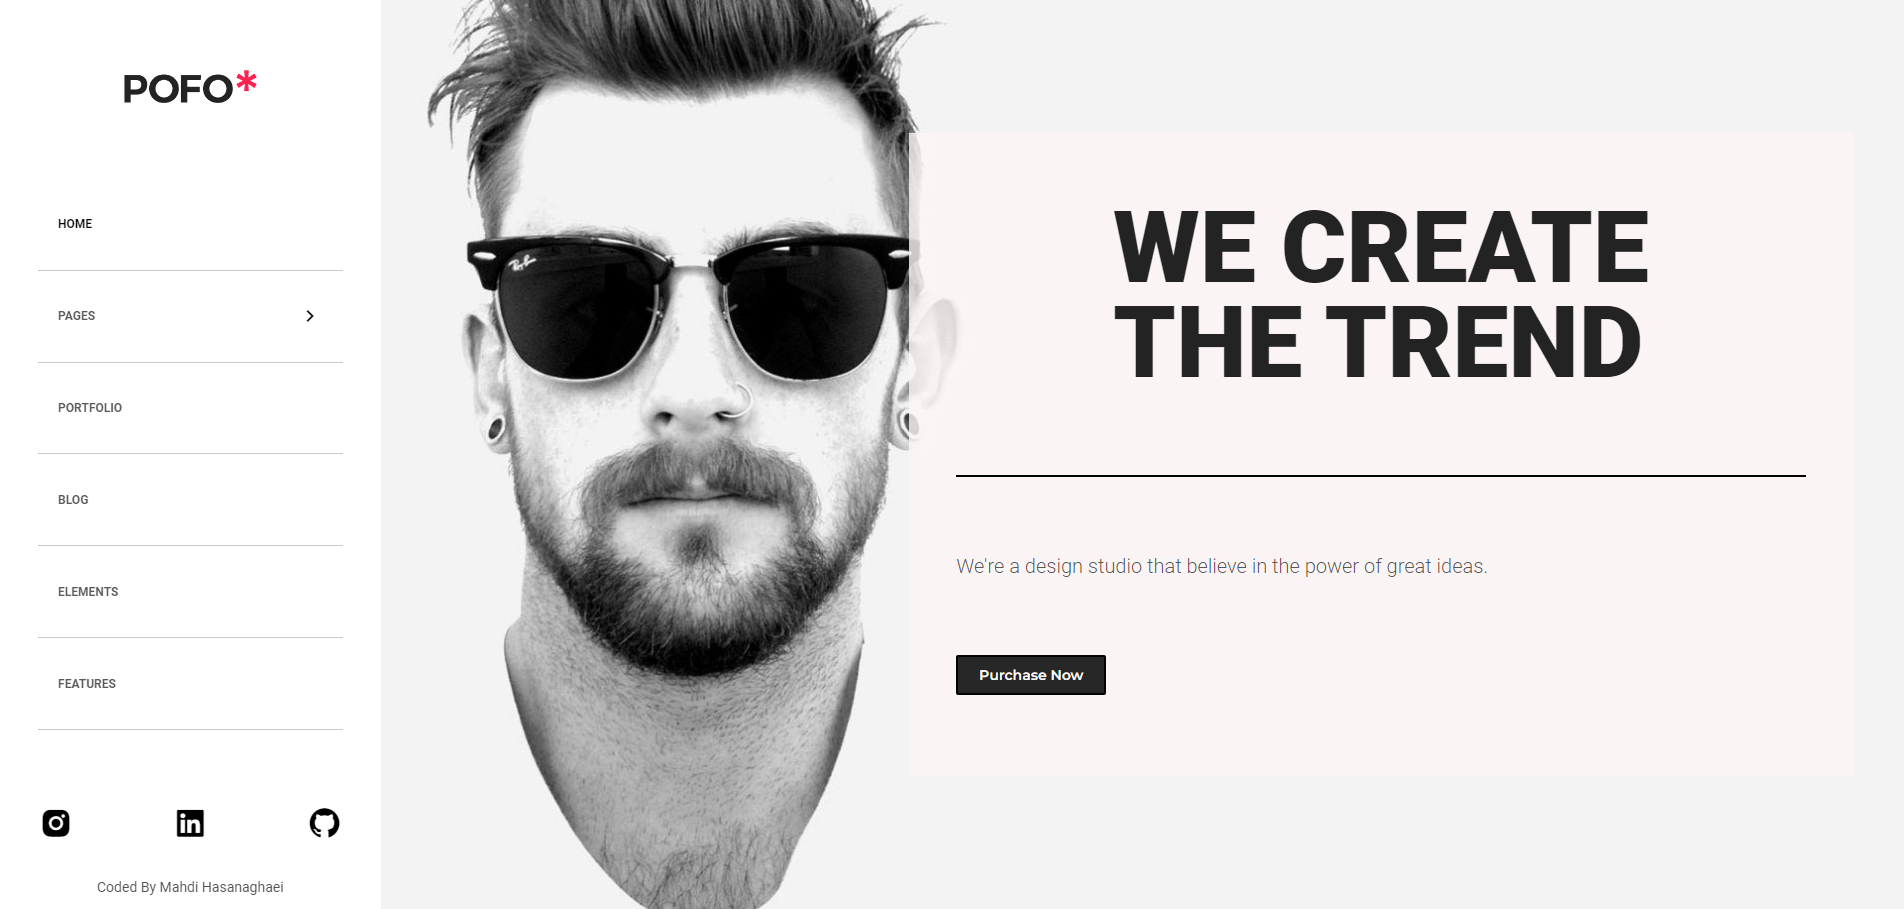 POFO*
HOME
PAGES
PORTFOLIO
BLOG
ELEMENTS
FEATURES
Coded By Mahdi Hasanaghaei
Ray-Ban
WE CREATE
THE TREND
We're a design studio that believe in the power of great ideas.
Purchase Now